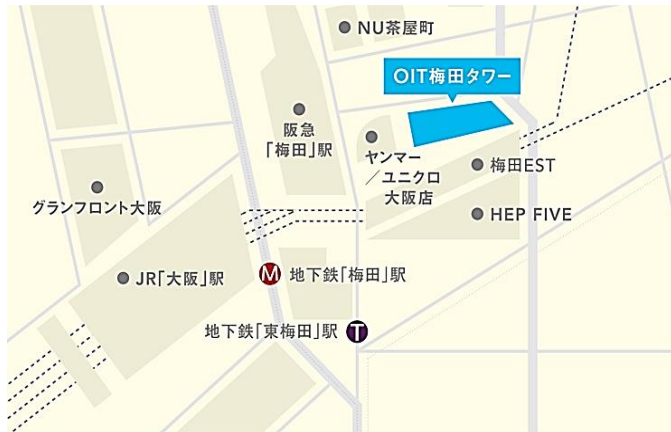 NU茶屋町
OIT梅田タワー
阪急
「梅田」駅
ヤンマー
／ユニクロ
大阪店
梅田EST
グランフロント大阪
HEP FIVE
JR「大阪」駅
M 地下鉄「梅田」駅
地下鉄「東梅田」駅 T